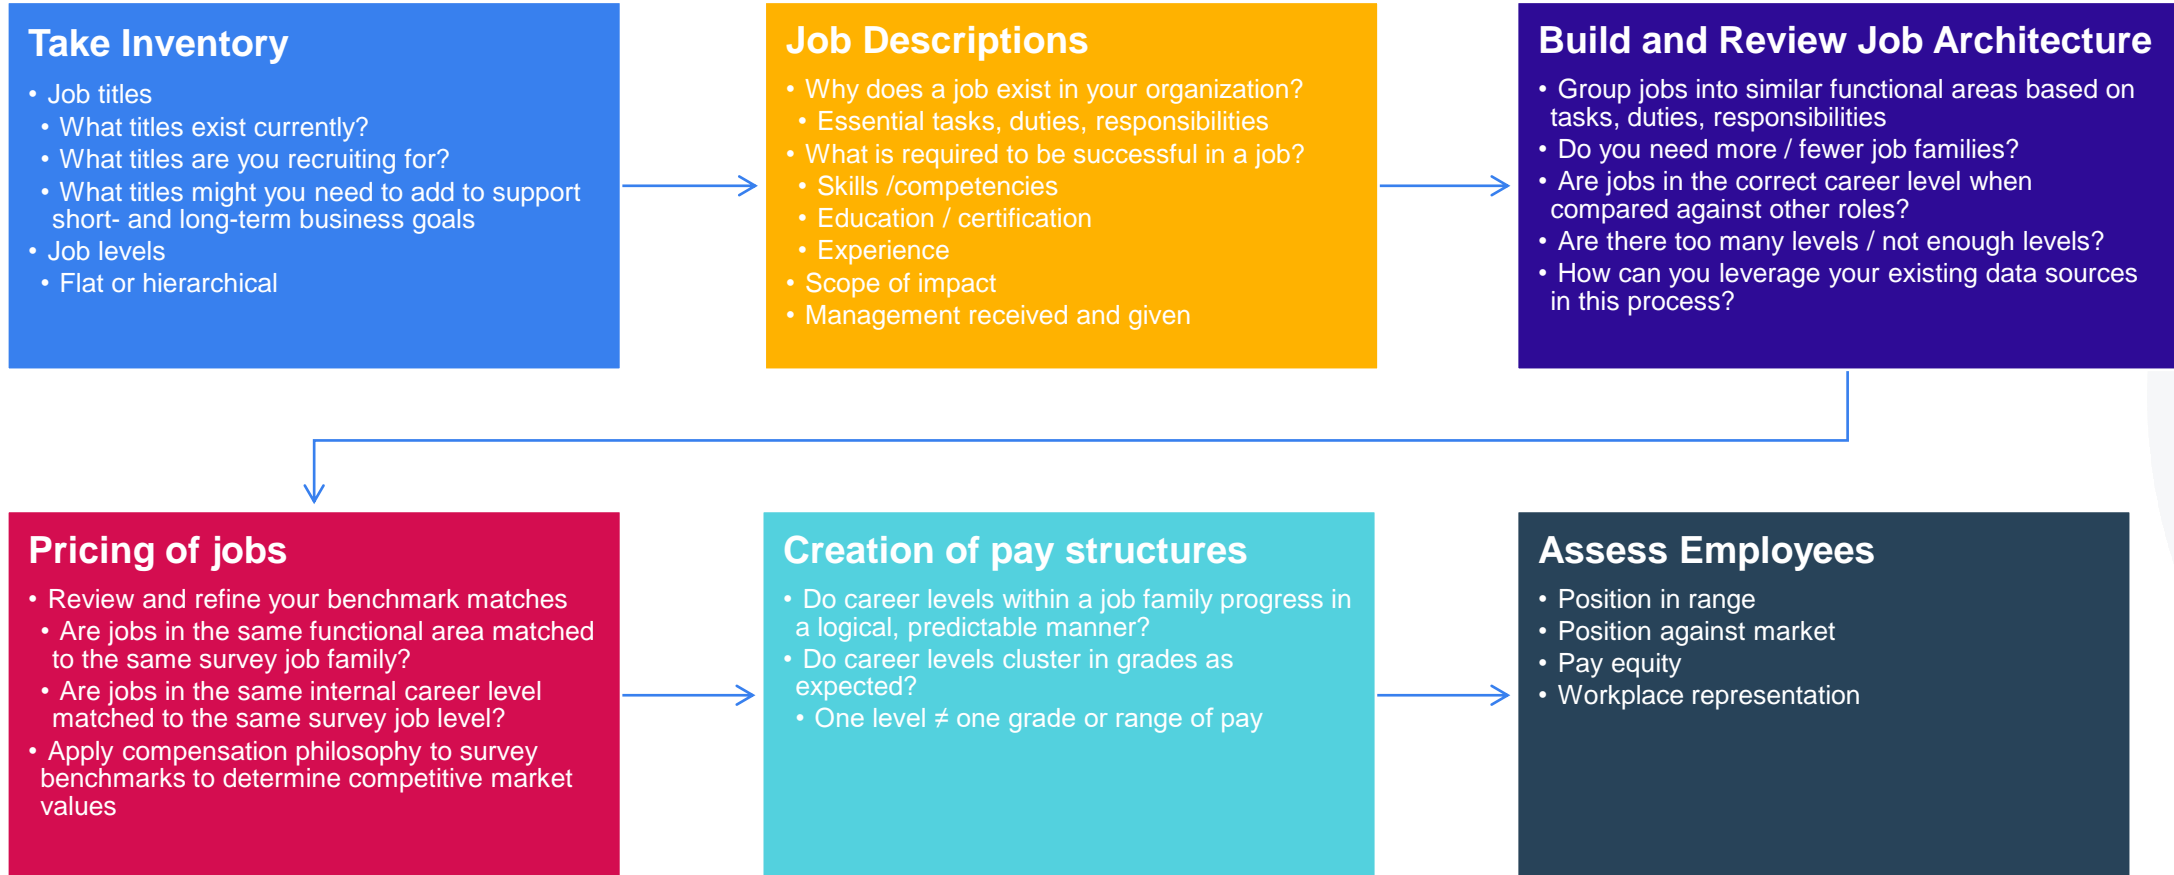 Take Inventory
• Job titles
• What titles exist currently?
• What titles are you recruiting for?
• What titles might you need to add to support
short- and long-term business goals
• Job levels
• Flat or hierarchical
Job Descriptions
• Why does a job exist in your organization?
• Essential tasks, duties, responsibilities
• What is required to be successful in a job?
• Skills /competencies
• Education / certification
• Experience
• Scope of impact
• Management received and given
Build and Review Job Architecture
• Group jobs into similar functional areas based on
tasks, duties, responsibilities
• Do you need more / fewer job families?
• Are jobs in the correct career level when
compared against other roles?
• Are there too many levels / not enough levels?
• How can you leverage your existing data sources
in this process?
Pricing of jobs
• Review and refine your benchmark matches
• Are jobs in the same functional area matched
to the same survey job family?
• Are jobs in the same internal career level
matched to the same survey job level?
• Apply compensation philosophy to survey
benchmarks to determine competitive market
values
Creation of pay structures
• Do career levels within a job family progress in
a logical, predictable manner?
• Do career levels cluster in grades as
expected?
• One level ≠ one grade or range of pay
Assess Employees
• Position in range
• Position against market
• Pay equity
• Workplace representation